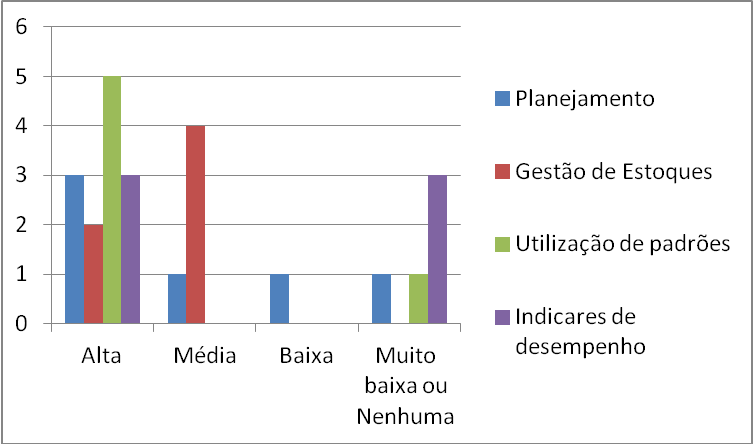 6
5
4
3
2
1
0
Alta
Média
Baixa
Muito
baixa ou
Nenhuma
Planejamento
Gestão de Estoques
Utilização de padrões
Indicares de
desempenho